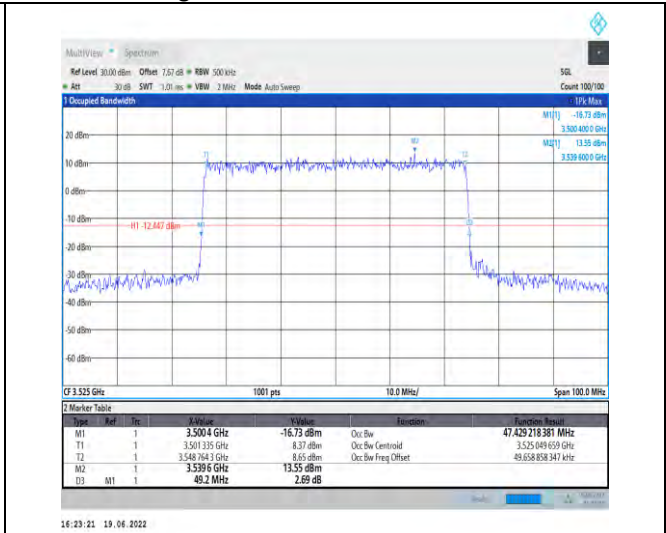 MultiView Spectrum
Ref Level 30.00 dBm Offset 7.67 dB RBW 500 kHz SGL
Att 30 dB SWT 1.01 ms VBW 2 MHz Mode Auto Sweep Count 100/100
1 Occupied Bandwidth 1Pk Max
M1[1] -16.73 dBm
3.500 400 0 GHz
M2[1] 13.55 dBm
3.539 600 0 GHz
20 dBm
M2
T1 T2
10 dBm
0 dBm
-10 dBm
H1 -12.447 dBm
M1
D3
-20 dBm
-30 dBm
-40 dBm
-50 dBm
-60 dBm
CF 3.525 GHz 1001 pts 10.0 MHz/ Span 100.0 MHz
2 Marker Table
Type Ref Trc X-Value Y-Value Function Function Result
M1 1 3.500 4 GHz -16.73 dBm Occ Bw 47.429 218 381 MHz
T1 1 3.501 335 GHz 8.37 dBm Occ Bw Centroid 3.525 049 659 GHz
T2 1 3.548 764 3 GHz 8.65 dBm Occ Bw Freq Offset 49.658 858 347 kHz
M2 1 3.539 6 GHz 13.55 dBm
D3 M1 1 49.2 MHz 2.69 dB
16:23:21 19.06.2022